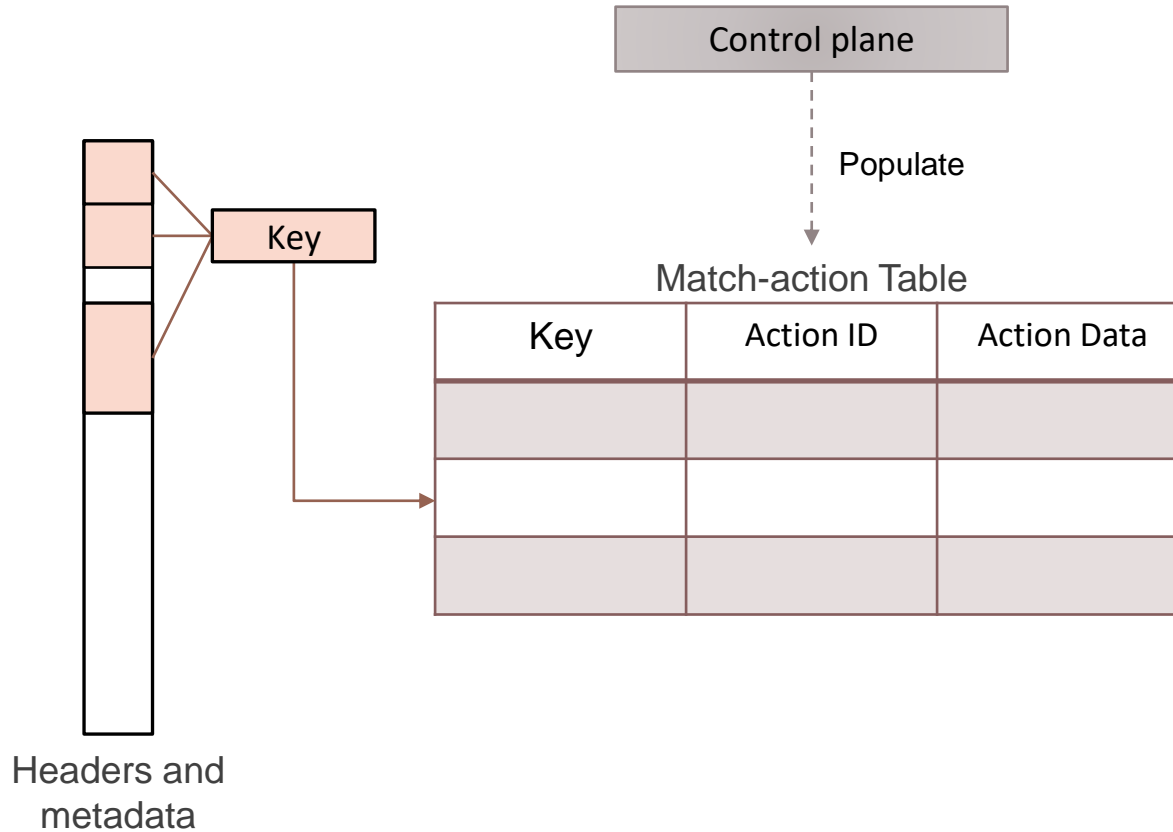 Control plane
Populate
Key
Match-action Table
Key
Action ID
Action Data
Headers and
metadata